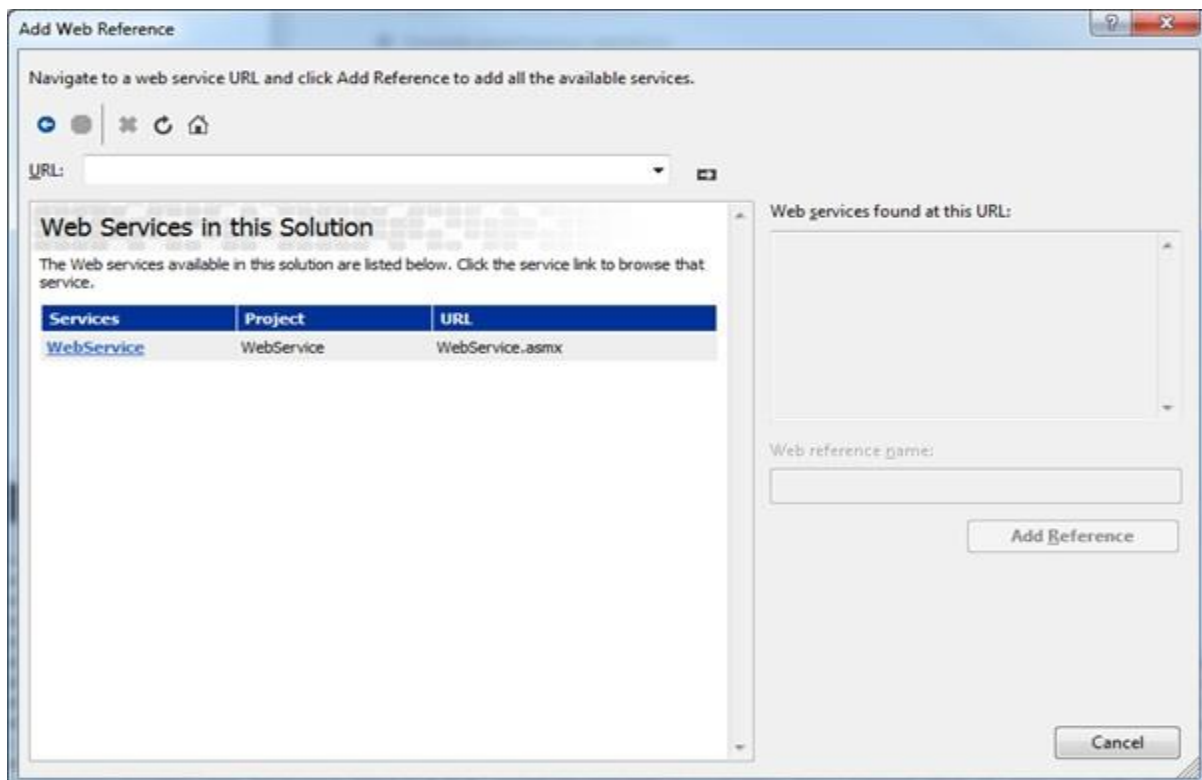 Add Web Reference
Navigate to a web service URL and click Add Reference to add all the available services.
URL:
Web Services in this Solution
The Web services available in this solution are listed below. Click the service link to browse that
service.
Services Project URL
WebService WebService WebService.asmx
Web services found at this URL:
Web reference name:
Add Reference
Cancel